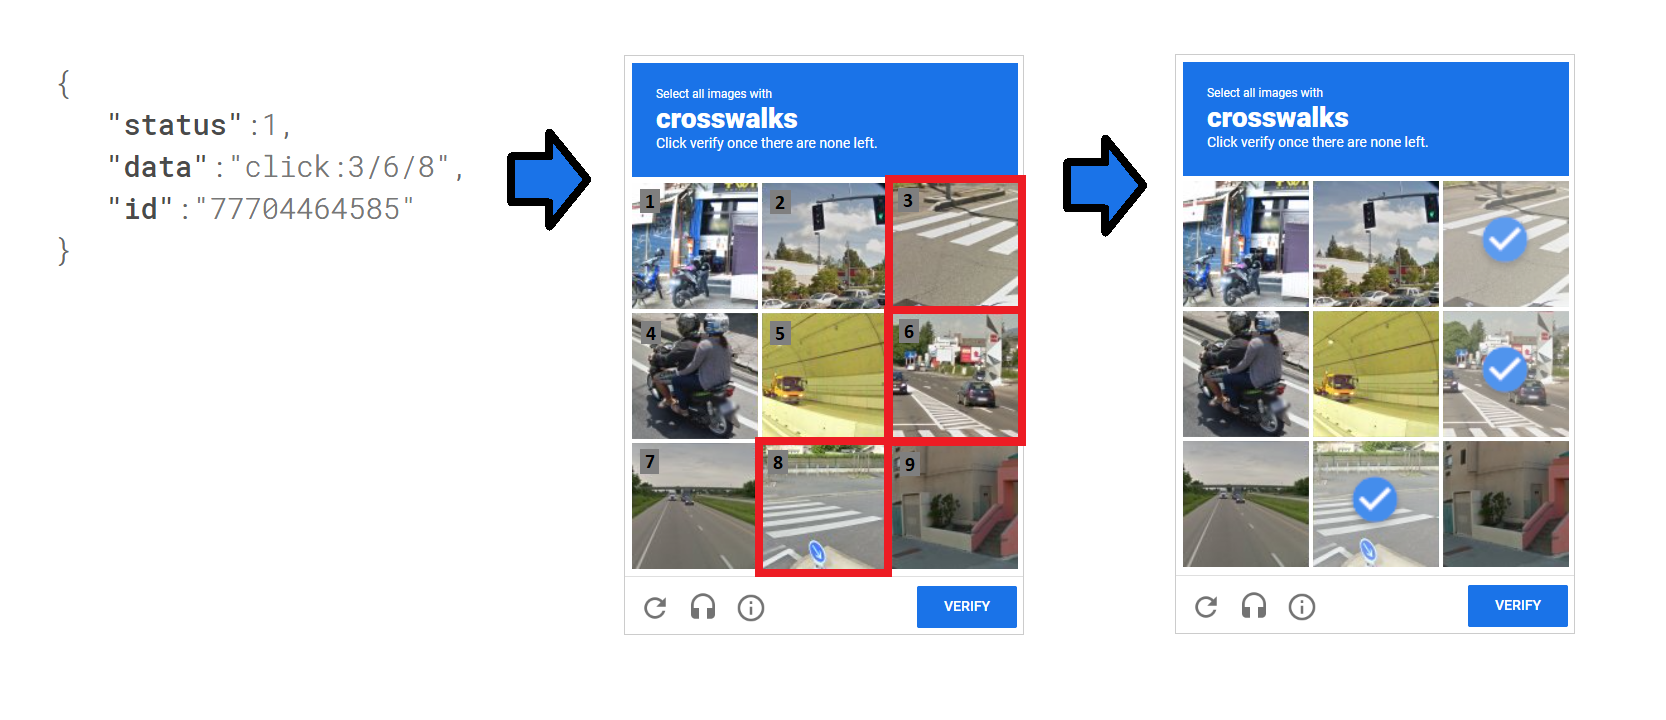 {
"status":1,
"data":"click:3/6/8",
"id":"77704464585"
}
Select all images with
crosswalks
Click verify once there are none left.
1
2
3
4
5
6
7
8
9
VERIFY
Select all images with
crosswalks
Click verify once there are none left.
VERIFY